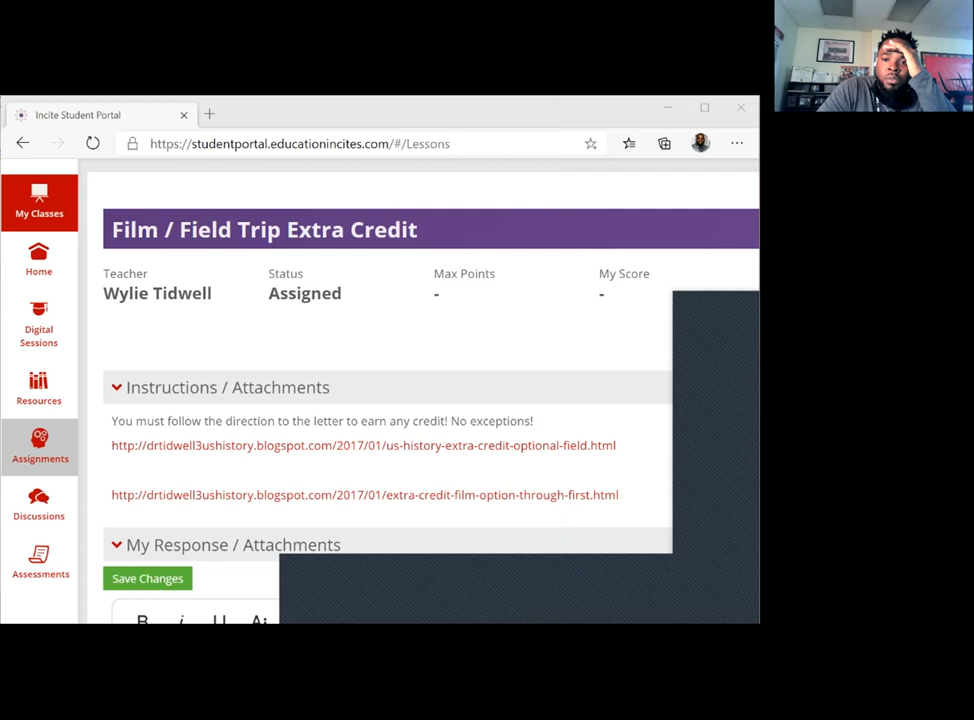 Incite Student Portal
https://studentportal.educationincites.com/#/Lessons
My Classes
Home
Digital
Sessions
Resources
Assignments
Discussions
Assessments
Film / Field Trip Extra Credit
Teacher Status Max Points My Score
Wylie Tidwell Assigned - -
Instructions / Attachments
You must follow the direction to the letter to earn any credit! No exceptions!
http://drtidwell3ushistory.blogspot.com/2017/01/us-history-extra-credit-optional-field.html
http://drtidwell3ushistory.blogspot.com/2017/01/extra-credit-film-option-through-first.html
My Response / Attachments
Save Changes
B i U A